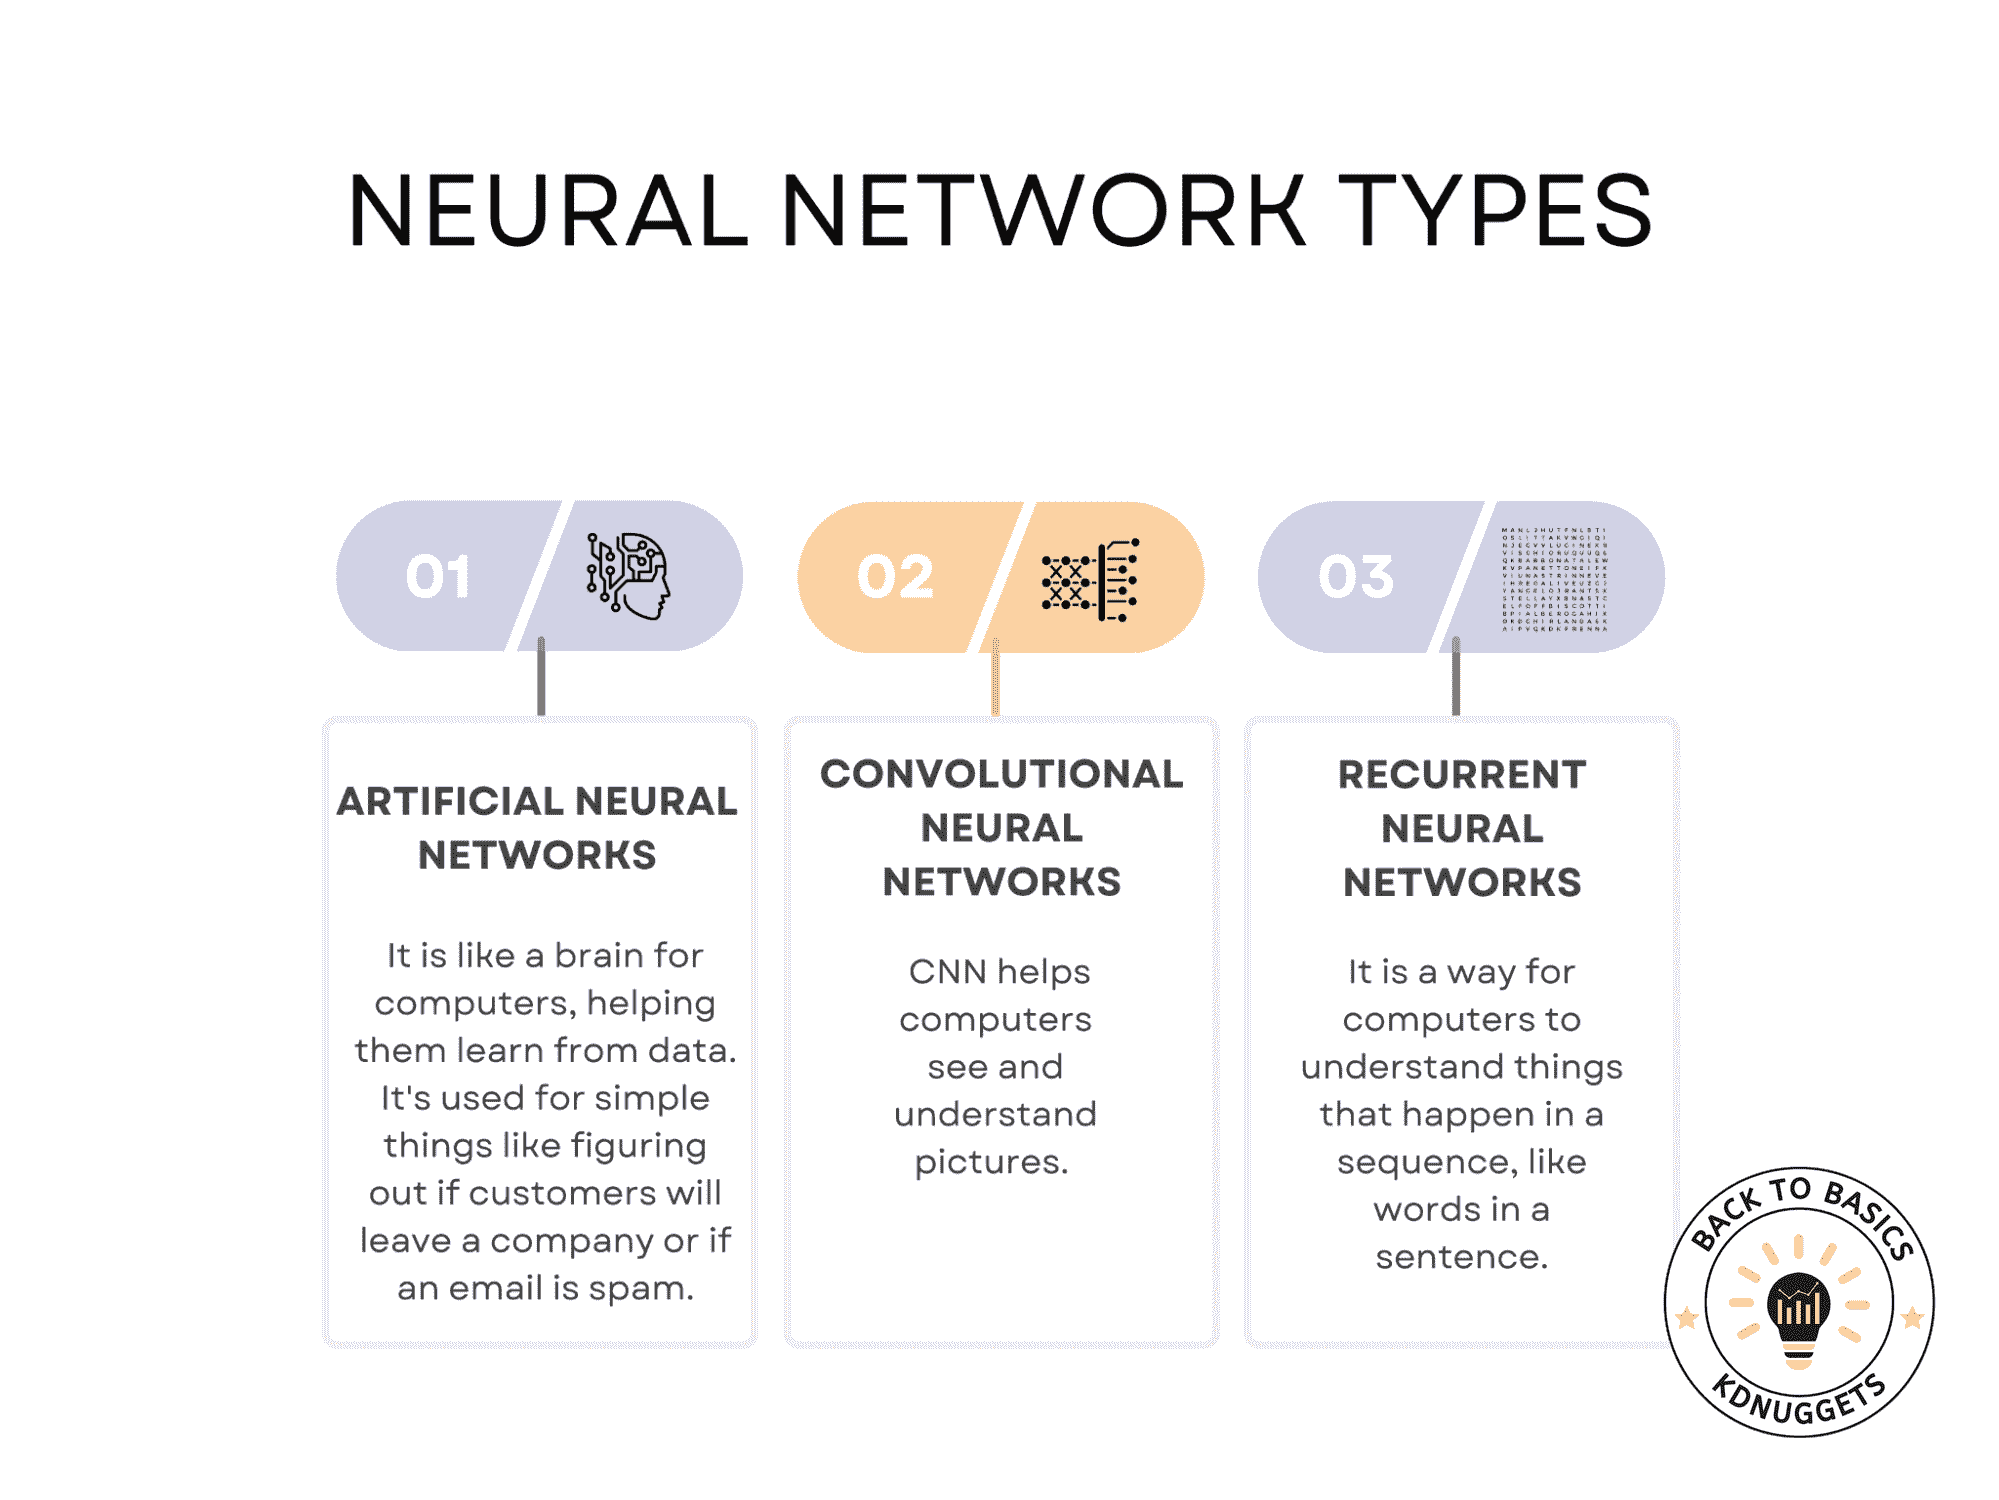 NEURAL NETWORK TYPES
01
02
03
ARTIFICIAL NEURAL
NETWORKS
It is like a brain for
computers, helping
them learn from data.
It's used for simple
things like figuring
out if customers will
leave a company or if
an email is spam.
CONVOLUTIONAL
NEURAL
NETWORKS
CNN helps
computers
see and
understand
pictures.
RECURRENT
NEURAL
NETWORKS
It is a way for
computers to
understand things
that happen in a
sequence, like
words in a
sentence.
BACK TO BASICS
KDNUGGETS